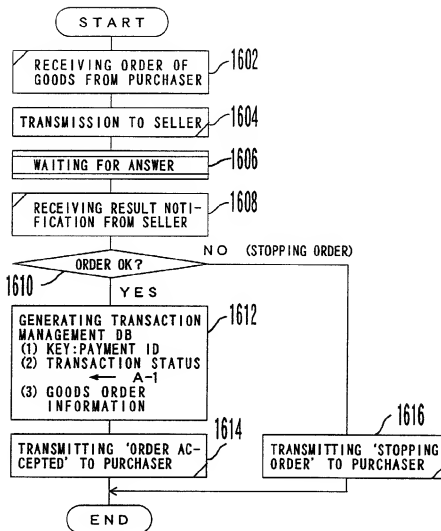 START
RECEIVING ORDER OF
GOODS FROM PURCHASER
1602
TRANSMISSION TO SELLER
1604
WAITING FOR ANSWER
1606
RECEIVING RESULT NOTI-
FICATION FROM SELLER
1608
ORDER OK?
NO (STOPPING ORDER)
1610
YES
GENERATING TRANSACTION
MANAGEMENT DB
(1) KEY:PAYMENT ID
(2) TRANSACTION STATUS
← A-1
(3) GOODS ORDER
INFORMATION
1612
TRANSMITTING 'ORDER AC-
CEPTED' TO PURCHASER
1614
TRANSMITTING 'STOPPING
ORDER' TO PURCHASER
1616
END